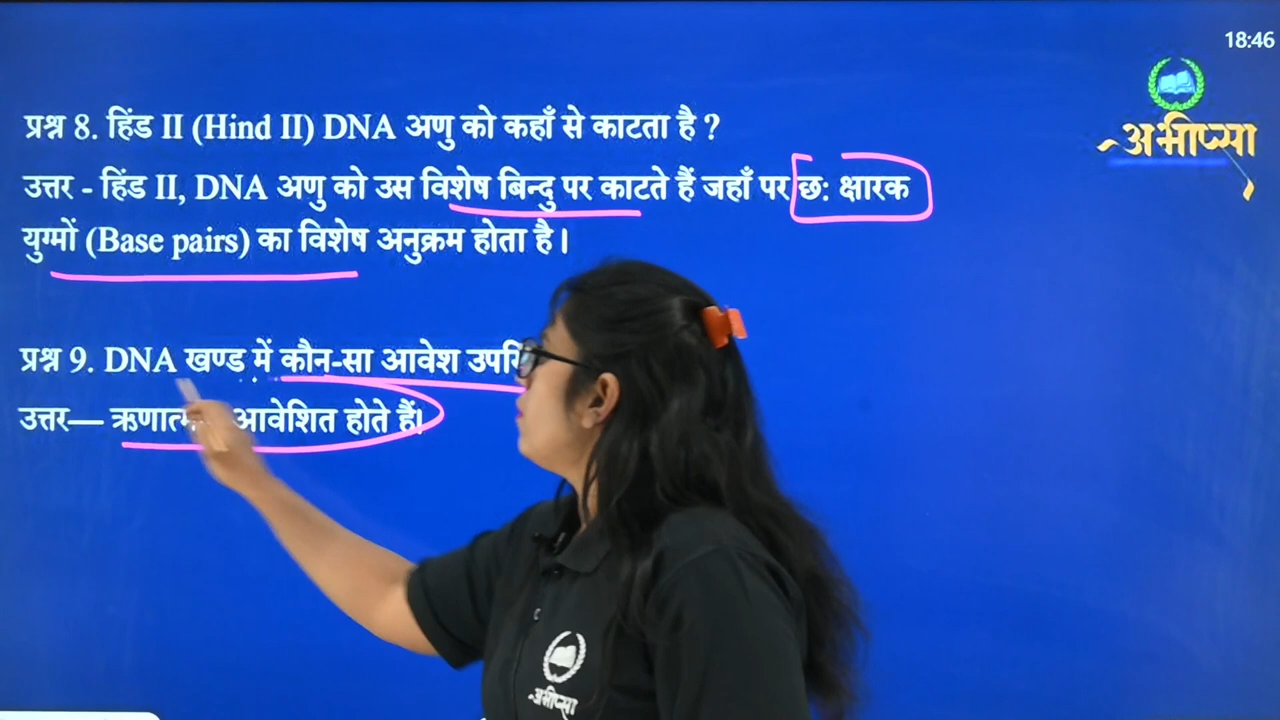 18:46
अभीप्सा
प्रश्न 8. हिंड II (Hind II) DNA अणु को कहाँ से काटता है ?
उत्तर - हिंड II, DNA अणु को उस विशेष बिन्दु पर काटते हैं जहाँ पर छ: क्षारक
युग्मों (Base pairs) का विशेष अनुक्रम होता है।
प्रश्न 9. DNA खण्ड में कौन-सा आवेश
उत्तर— आवेशित होते हैं।
अभीप्सा